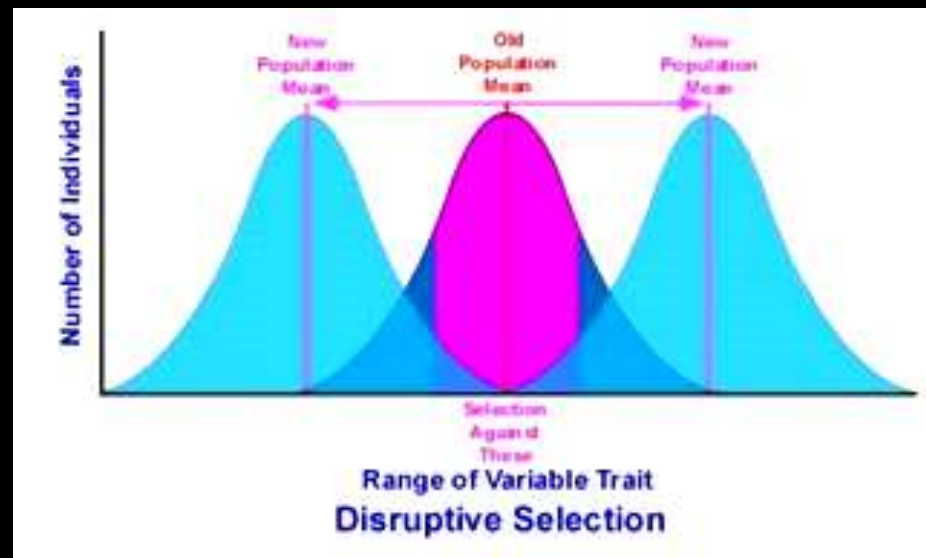 New
Population
Mean
Old
Population
Mean
New
Population
Mean
Number of Individuals
Selection
Against
These
Range of Variable Trait
Disruptive Selection